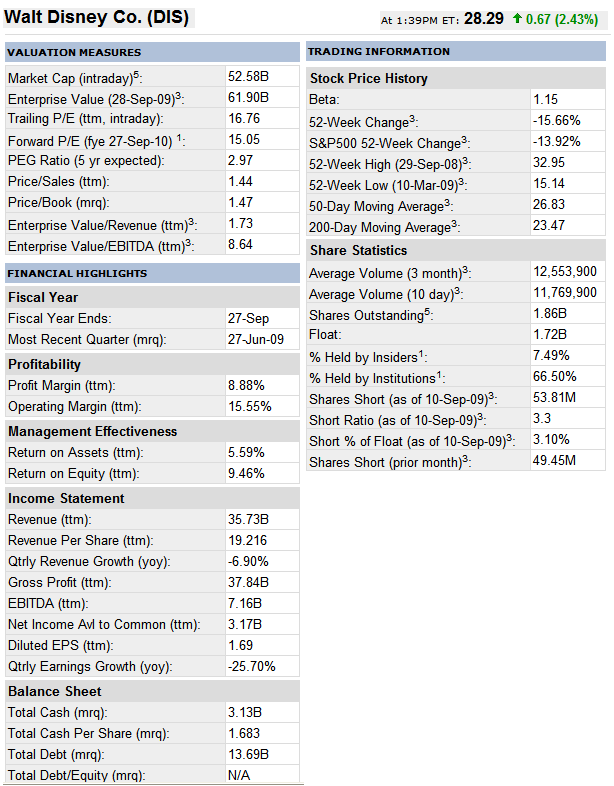 Walt Disney Co. (DIS)
At 1:39PM ET: 28.29 0.67 (2.43%)
VALUATION MEASURES
Market Cap (intraday)5: 52.58B
Enterprise Value (28-Sep-09)3: 61.90B
Trailing P/E (ttm, intraday): 16.76
Forward P/E (fye 27-Sep-10) 1: 15.05
PEG Ratio (5 yr expected): 2.97
Price/Sales (ttm): 1.44
Price/Book (mrq): 1.47
Enterprise Value/Revenue (ttm)3: 1.73
Enterprise Value/EBITDA (ttm)3: 8.64
FINANCIAL HIGHLIGHTS
Fiscal Year
Fiscal Year Ends: 27-Sep
Most Recent Quarter (mrq): 27-Jun-09
Profitability
Profit Margin (ttm): 8.88%
Operating Margin (ttm): 15.55%
Management Effectiveness
Return on Assets (ttm): 5.59%
Return on Equity (ttm): 9.46%
Income Statement
Revenue (ttm): 35.73B
Revenue Per Share (ttm): 19.216
Qtrly Revenue Growth (yoy): -6.90%
Gross Profit (ttm): 37.84B
EBITDA (ttm): 7.16B
Net Income Avl to Common (ttm): 3.17B
Diluted EPS (ttm): 1.69
Qtrly Earnings Growth (yoy): -25.70%
Balance Sheet
Total Cash (mrq): 3.13B
Total Cash Per Share (mrq): 1.683
Total Debt (mrq): 13.69B
Total Debt/Equity (mrq): N/A
TRADING INFORMATION
Stock Price History
Beta: 1.15
52-Week Change3: -15.66%
S&P500 52-Week Change3: -13.92%
52-Week High (29-Sep-08)3: 32.95
52-Week Low (10-Mar-09)3: 15.14
50-Day Moving Average3: 26.83
200-Day Moving Average3: 23.47
Share Statistics
Average Volume (3 month)3: 12,553,900
Average Volume (10 day)3: 11,769,900
Shares Outstanding5: 1.86B
Float: 1.72B
% Held by Insiders1: 7.49%
% Held by Institutions1: 66.50%
Shares Short (as of 10-Sep-09)3: 53.81M
Short Ratio (as of 10-Sep-09)3: 3.3
Short % of Float (as of 10-Sep-09)3: 3.10%
Shares Short (prior month)3: 49.45M